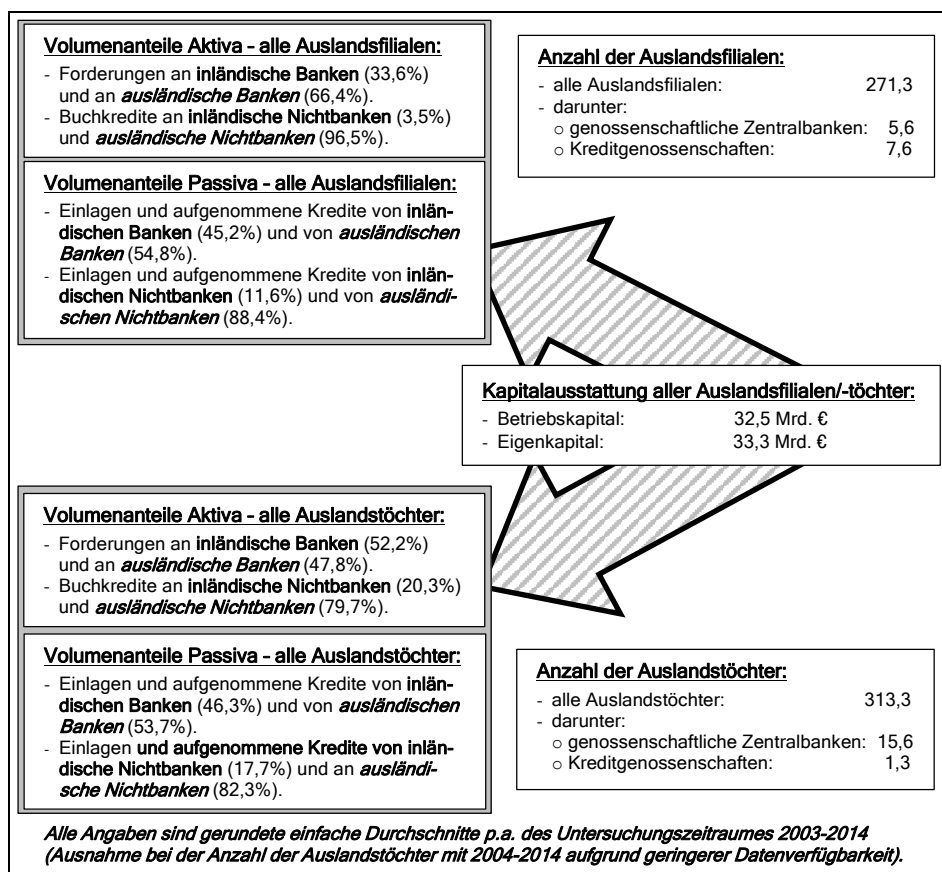 Volumenanteile Aktiva – alle Auslandsfilialen:
- Forderungen an inländische Banken (33,6%)
und an ausländische Banken (66,4%).
- Buchkredite an inländische Nichtbanken (3,5%)
und ausländische Nichtbanken (96,5%).
Volumenanteile Passiva – alle Auslandsfilialen:
- Einlagen und aufgenommene Kredite von inlän-
dischen Banken (45,2%) und von ausländischen
Banken (54,8%).
- Einlagen und aufgenommene Kredite von inlän-
dischen Nichtbanken (11,6%) und von ausländi-
schen Nichtbanken (88,4%).
Anzahl der Auslandsfilialen:
- alle Auslandsfilialen: 271,3
- darunter:
o genossenschaftliche Zentralbanken: 5,6
o Kreditgenossenschaften: 7,6
Kapitalausstattung aller Auslandsfilialen/-töchter:
- Betriebskapital: 32,5 Mrd. €
- Eigenkapital: 33,3 Mrd. €
Volumenanteile Aktiva – alle Auslandstöchter:
- Forderungen an inländische Banken (52,2%)
und an ausländische Banken (47,8%).
- Buchkredite an inländische Nichtbanken (20,3%)
und ausländische Nichtbanken (79,7%).
Volumenanteile Passiva – alle Auslandstöchter:
- Einlagen und aufgenommene Kredite von inlän-
dischen Banken (46,3%) und von ausländischen
Banken (53,7%).
- Einlagen und aufgenommene Kredite von inlän-
dische Nichtbanken (17,7%) und an ausländi-
sche Nichtbanken (82,3%).
Anzahl der Auslandstöchter:
- alle Auslandstöchter: 313,3
- darunter:
o genossenschaftliche Zentralbanken: 15,6
o Kreditgenossenschaften: 1,3
Alle Angaben sind gerundete einfache Durchschnitte p.a. des Untersuchungszeitraumes 2003-2014
(Ausnahme bei der Anzahl der Auslandstöchter mit 2004-2014 aufgrund geringerer Datenverfügbarkeit).